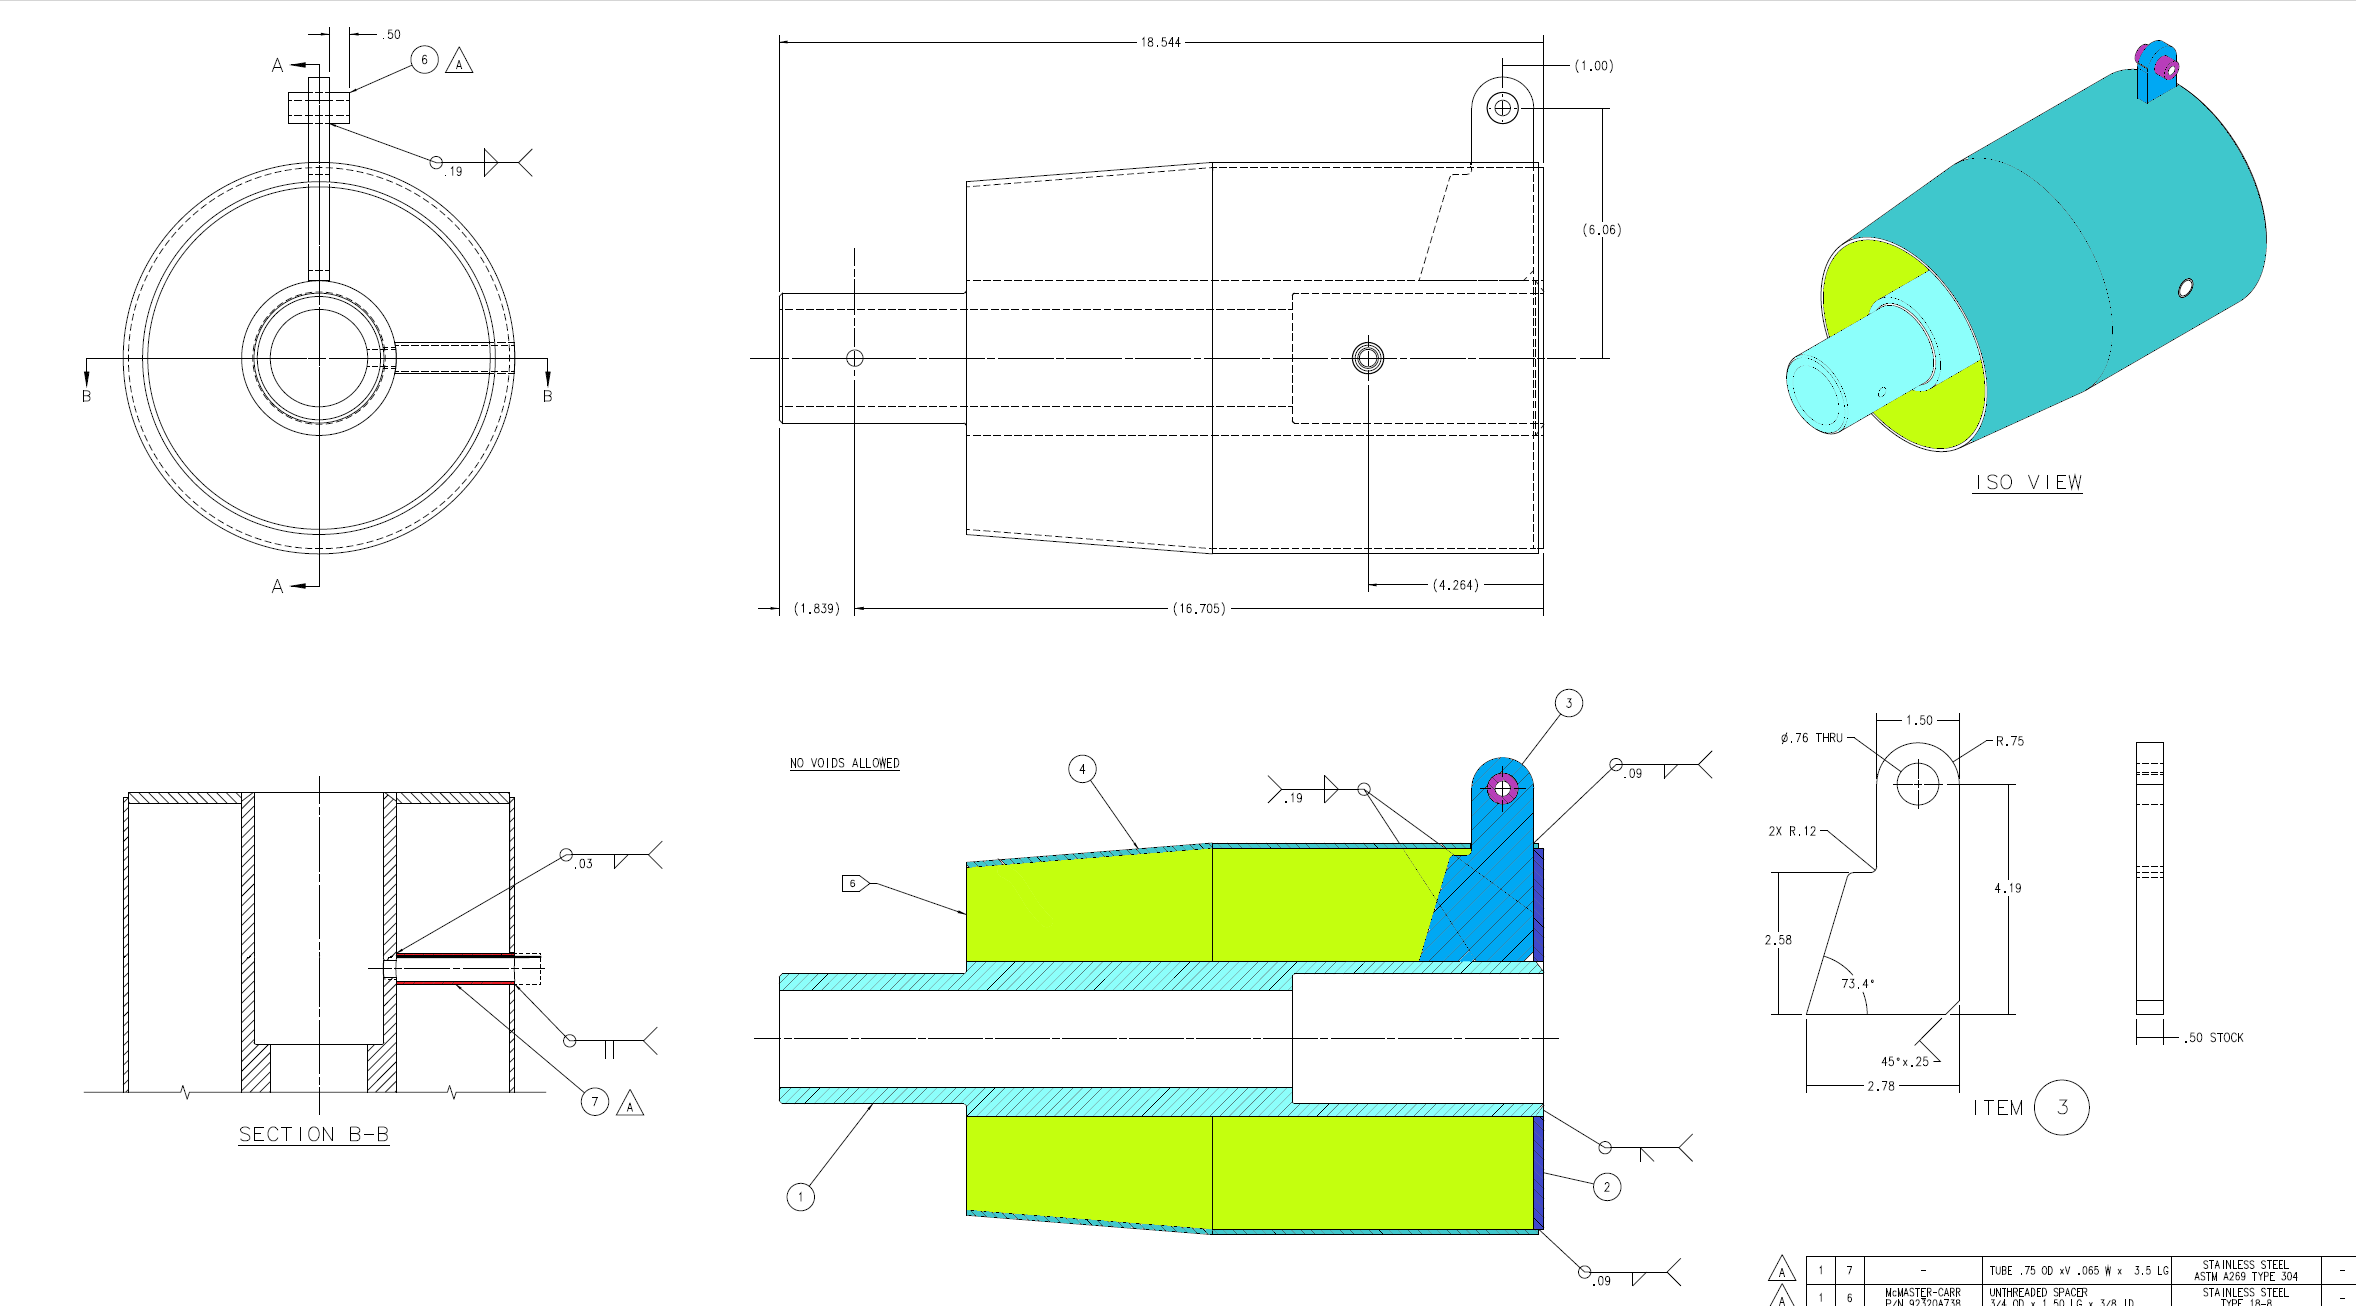 .50
A
6
A
.19
B
B
A
18.544
(1.00)
(6.06)
(4.264)
(1.839)
(16.705)
ISO VIEW
.03
7
A
SECTION B-B
NO VOIDS ALLOWED
4
3
.19
.09
6
1
2
.09
1.50
Ø.76 THRU
R.75
2X R.12
4.19
2.58
73.4°
45°x.25
2.78
.50 STOCK
ITEM 3
A 1 7 - TUBE .75 OD xV .065 W x 3.5 LG STAINLESS STEEL ASTM A269 TYPE 304 -
A 1 6 McMASTER-CARR P/N 92320A738 UNTHREADED SPACER 3/4 OD x 1.50 LG x 3/8 ID STAINLESS STEEL TYPE 18-8 -